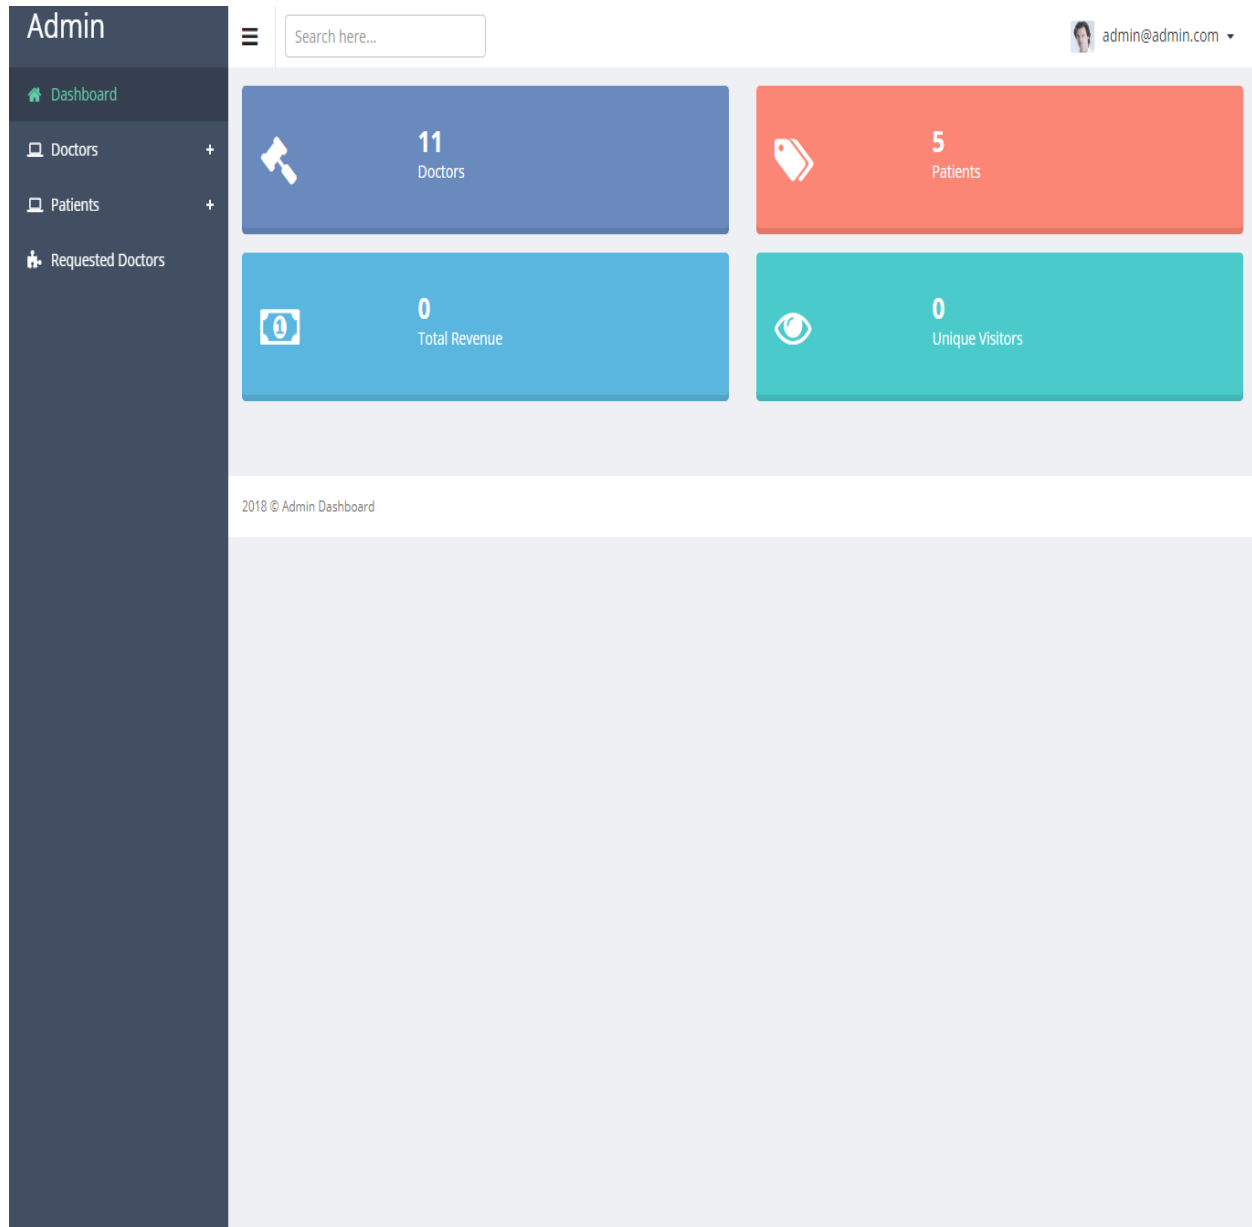 Admin
Search here...
admin@admin.com
Dashboard
Doctors +
Patients +
Requested Doctors
11
Doctors
5
Patients
1
0
Total Revenue
0
Unique Visitors
2018 © Admin Dashboard